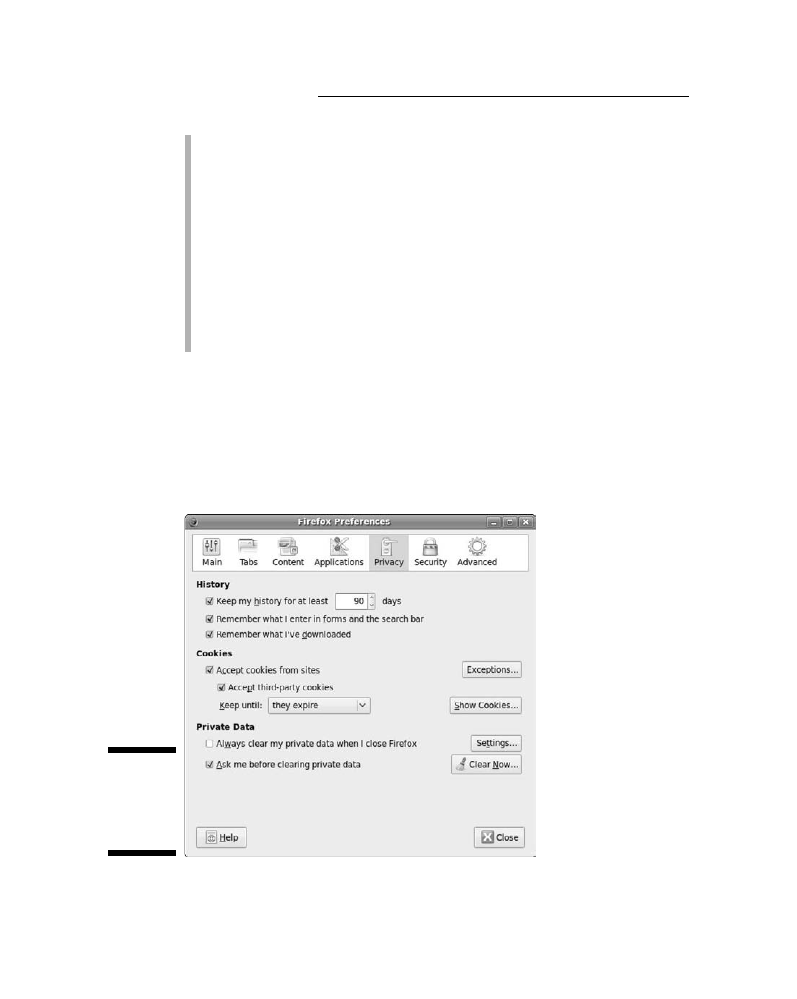 Firefox Preferences
Main Tabs Content Applications Privacy Security Advanced
History
Keep my history for at least 90 days
Remember what I enter in forms and the search bar
Remember what I've downloaded
Cookies
Accept cookies from sites Exceptions...
Accept third-party cookies
Keep until: they expire Show Cookies...
Private Data
Always clear my private data when I close Firefox Settings...
Ask me before clearing private data Clear Now...
Help Close